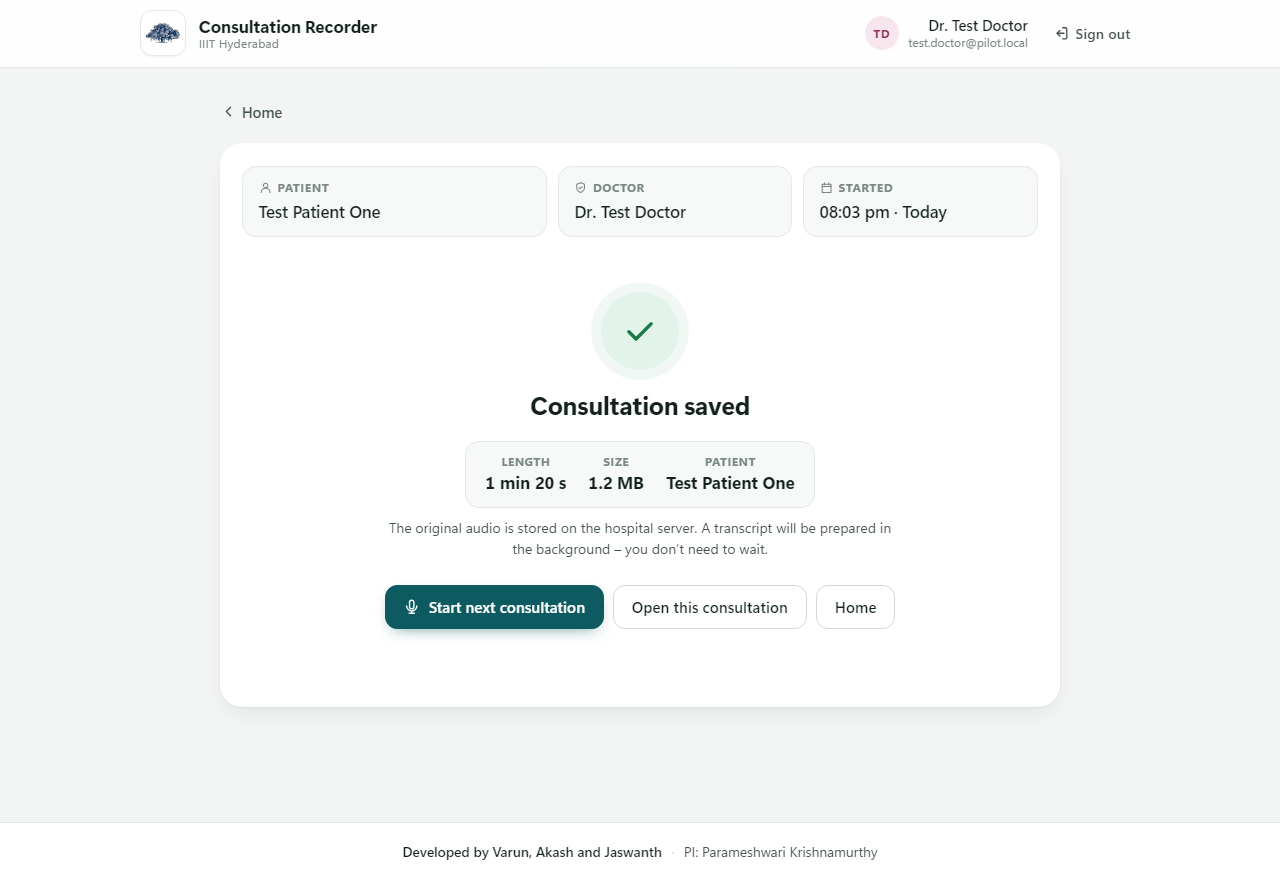 Consultation Recorder
IIIT Hyderabad
TD
Dr. Test Doctor
test.doctor@pilot.local
Sign out
Home
PATIENT
Test Patient One
DOCTOR
Dr. Test Doctor
STARTED
08:03 pm · Today
Consultation saved
LENGTH
1 min 20 s
SIZE
1.2 MB
PATIENT
Test Patient One
The original audio is stored on the hospital server. A transcript will be prepared in
the background – you don't need to wait.
Start next consultation
Open this consultation
Home
Developed by Varun, Akash and Jaswanth · PI: Parameshwari Krishnamurthy